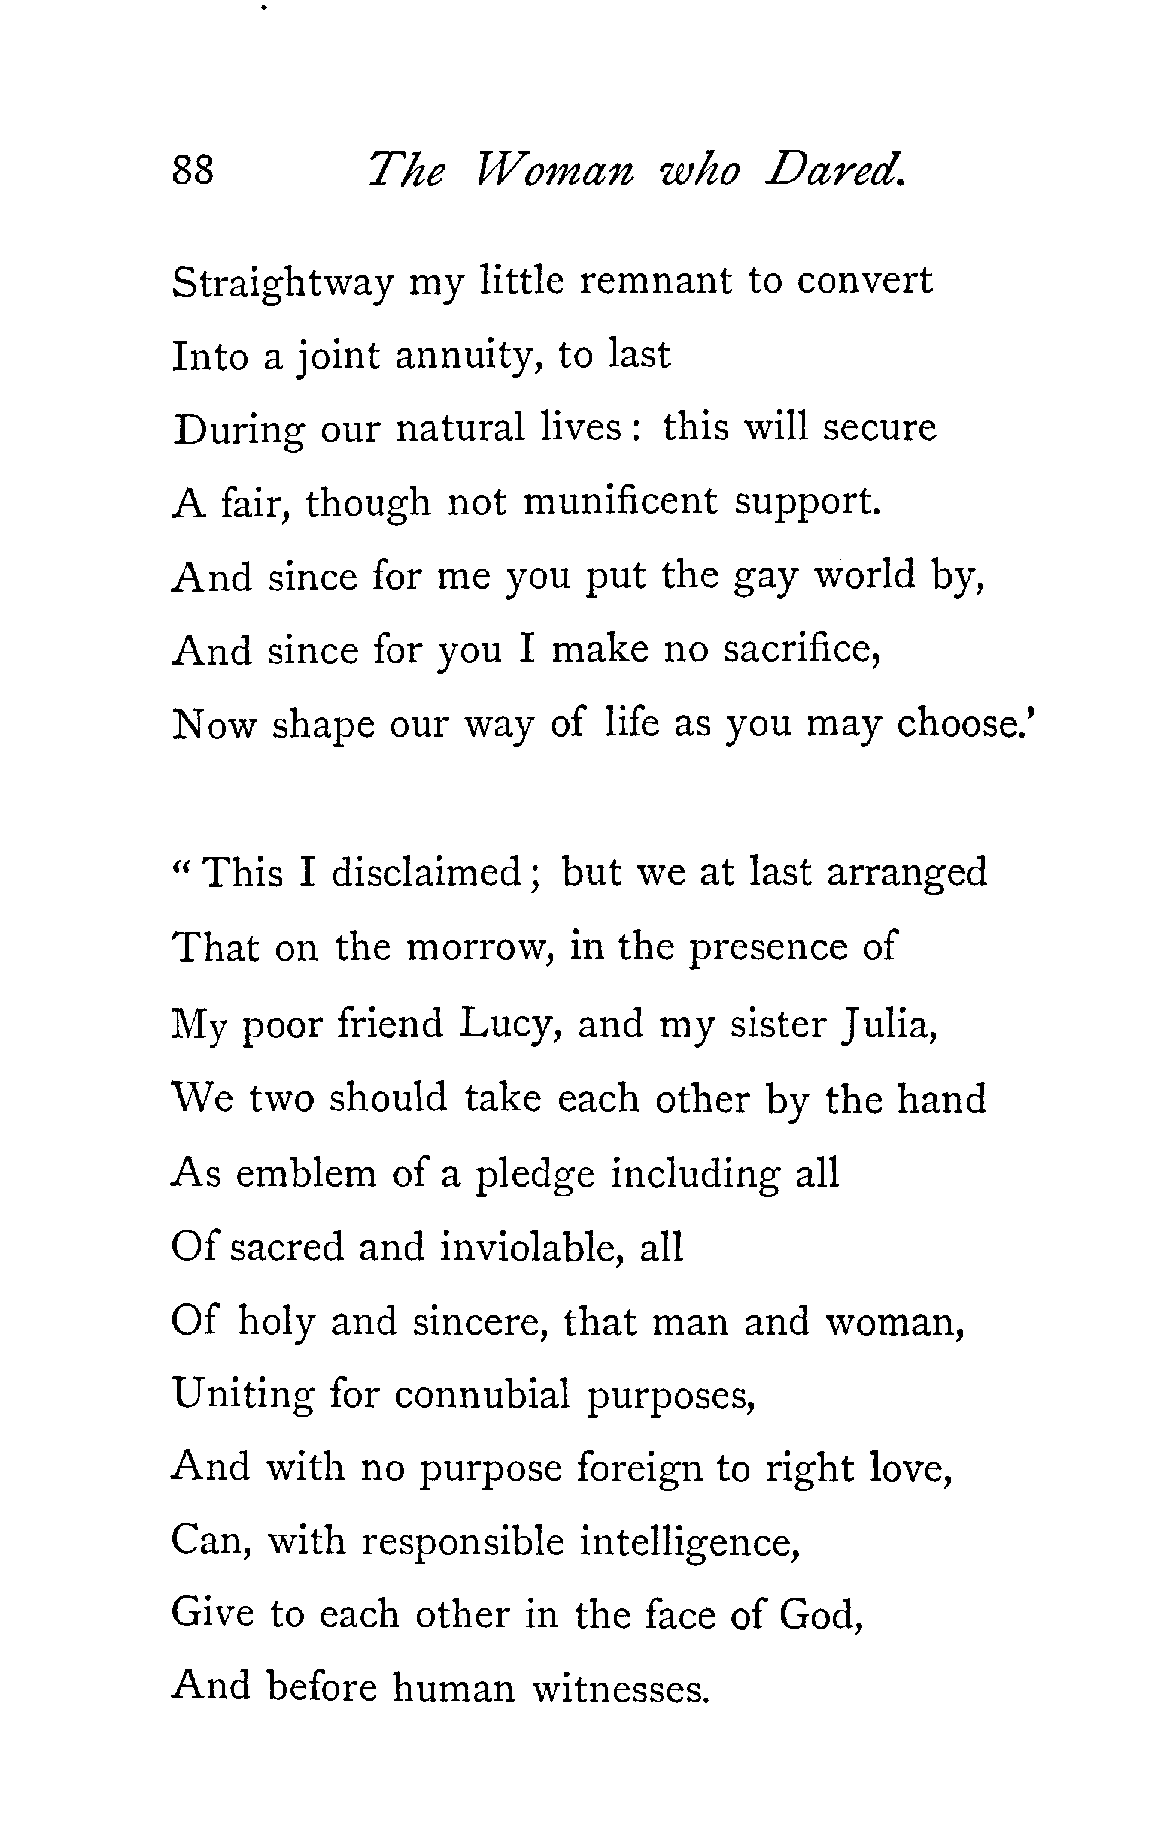 88 The Woman who Dared.
Straightway my little remnant to convert
Into a joint annuity, to last
During our natural lives : this will secure
A fair, though not munificent support.
And since for me you put the gay world by,
And since for you I make no sacrifice,
Now shape our way of life as you may choose.'
“ This I disclaimed ; but we at last arranged
That on the morrow, in the presence of
My poor friend Lucy, and my sister Julia,
We two should take each other by the hand
As emblem of a pledge including all
Of sacred and inviolable, all
Of holy and sincere, that man and woman,
Uniting for connubial purposes,
And with no purpose foreign to right love,
Can, with responsible intelligence,
Give to each other in the face of God,
And before human witnesses.